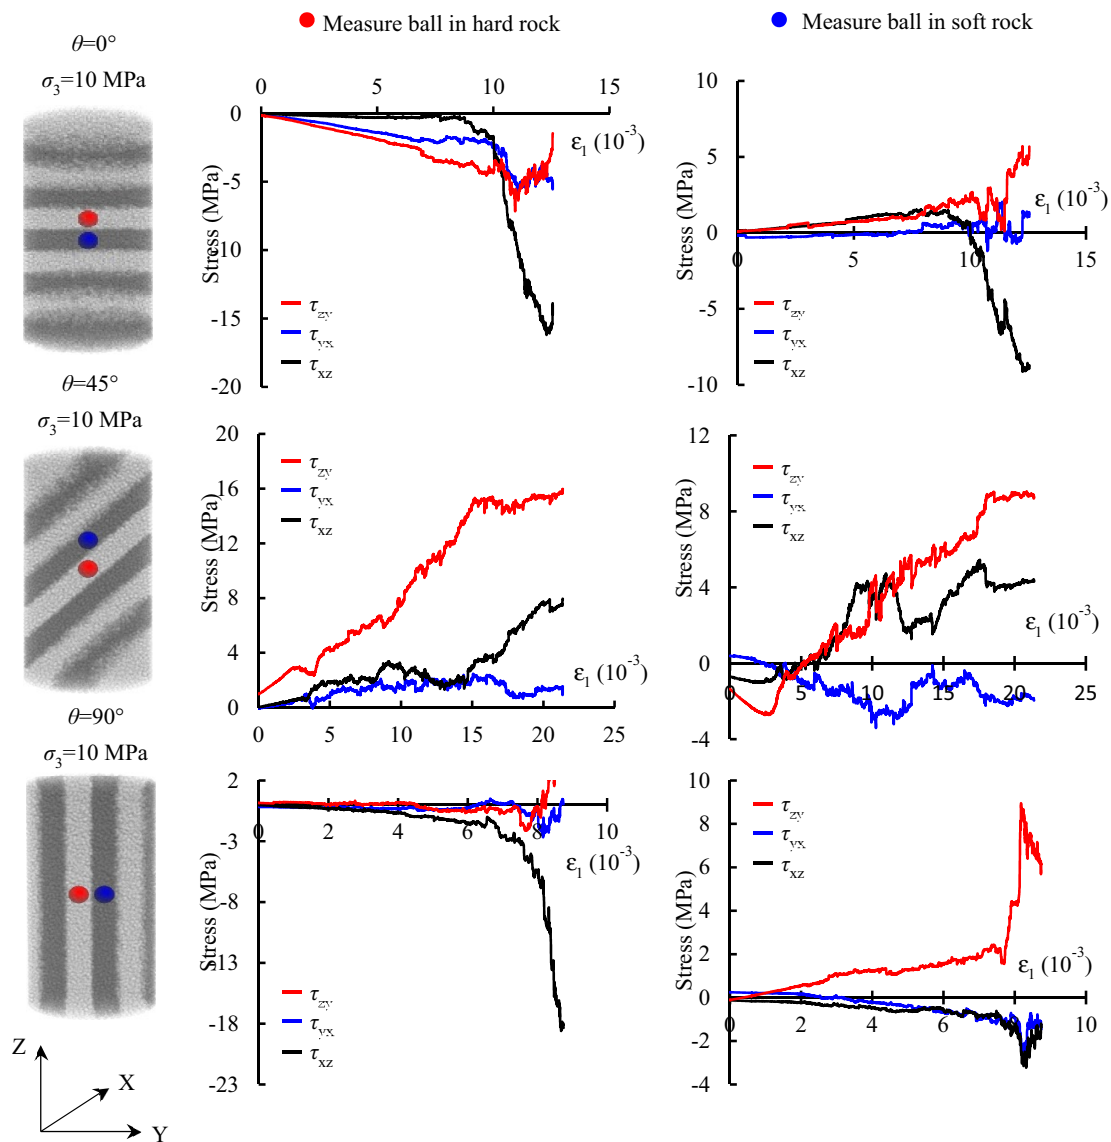 Measure ball in hard rock
Measure ball in soft rock
θ=0°
σ3=10 MPa
0 5 10 15
0
-5
-10
-15
-20
Stress (MPa)
ε1 (10-3)
τzy
τyx
τxz
10
5
0
-5
-10
0 5 10 15
Stress (MPa)
ε1 (10-3)
τzy
τyx
τxz
θ=45°
σ3=10 MPa
20
16
12
8
4
0
0 5 10 15 20 25
Stress (MPa)
ε1 (10-3)
τzy
τyx
τxz
12
8
4
0
-4
0 5 10 15 20 25
Stress (MPa)
ε1 (10-3)
τzy
τyx
τxz
θ=90°
σ3=10 MPa
2
-3
-8
-13
-18
-23
0 2 4 6 8 10
Stress (MPa)
ε1 (10-3)
τzy
τyx
τxz
10
8
6
4
2
0
-2
-4
0 2 4 6 8 10
Stress (MPa)
ε1 (10-3)
τzy
τyx
τxz
Z
X
Y